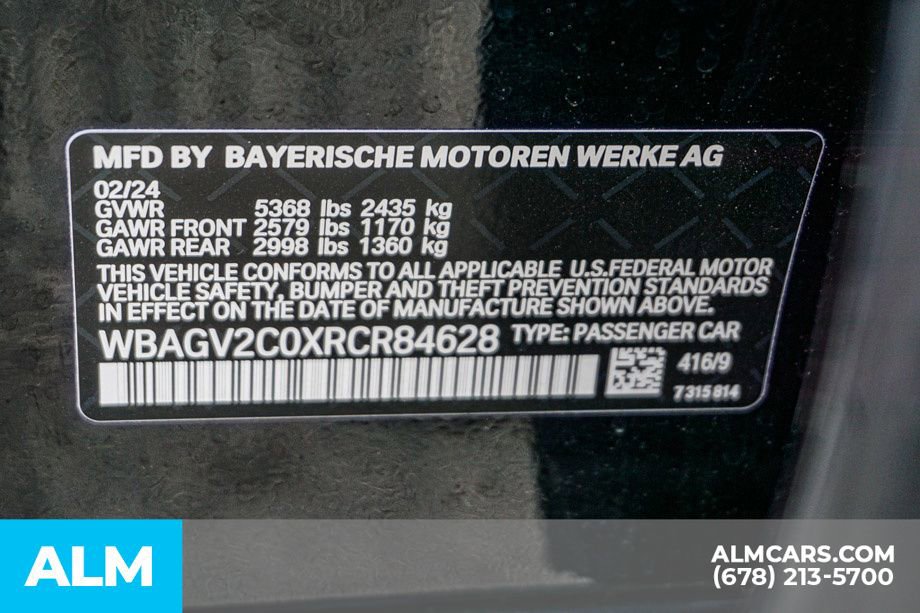 MFD BY BAYERISCHE MOTOREN WERKE AG
02/24
GVWR 5368 lbs 2435 kg
GAWR FRONT 2579 lbs 1170 kg
GAWR REAR 2998 lbs 1360 kg
THIS VEHICLE CONFORMS TO ALL APPLICABLE U.S.FEDERAL MOTOR
VEHICLE SAFETY, BUMPER AND THEFT PREVENTION STANDARDS
IN EFFECT ON THE DATE OF MANUFACTURE SHOWN ABOVE.
WBAGV2C0XRCR84628 TYPE: PASSENGER CAR
416/9
7315814
ALM
ALMCARS.COM
(678) 213-5700